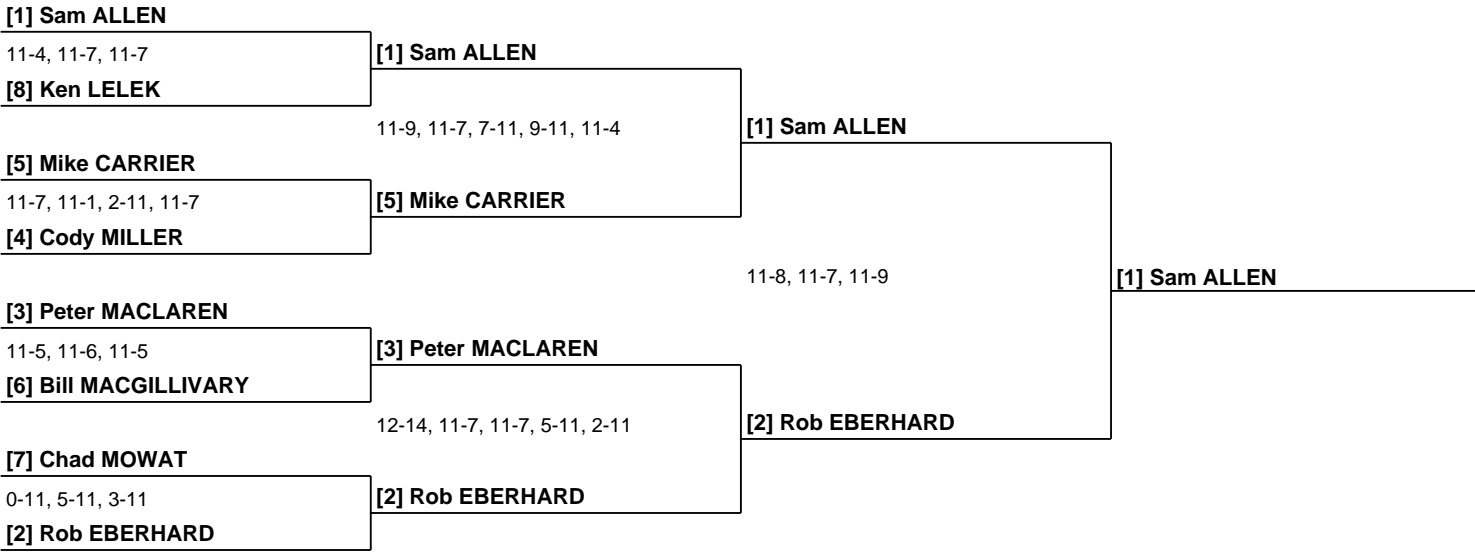 [1] Sam ALLEN
11-4, 11-7, 11-7
[8] Ken LELEK
[1] Sam ALLEN
11-9, 11-7, 7-11, 9-11, 11-4
[5] Mike CARRIER
11-7, 11-1, 2-11, 11-7
[4] Cody MILLER
[5] Mike CARRIER
[1] Sam ALLEN
11-8, 11-7, 11-9
[1] Sam ALLEN
[3] Peter MACLAREN
11-5, 11-6, 11-5
[6] Bill MACGILLIVARY
[3] Peter MACLAREN
12-14, 11-7, 11-7, 5-11, 2-11
[7] Chad MOWAT
0-11, 5-11, 3-11
[2] Rob EBERHARD
[2] Rob EBERHARD
[2] Rob EBERHARD